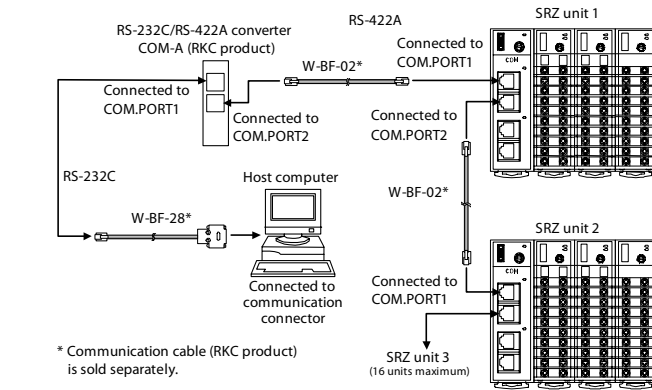 SRZ unit 1
RS-422A
RS-232C/RS-422A converter
COM-A (RKC product)
Connected to
COM.PORT1
W-BF-02*
COM
Connected to
COM.PORT1
Connected to
COM.PORT2
Connected to
COM.PORT2
RS-232C
Host computer
W-BF-02*
W-BF-28*
SRZ unit 2
COM
Connected to
COM.PORT1
Connected to
communication
connector
* Communication cable (RKC product)
is sold separately.
SRZ unit 3
(16 units maximum)